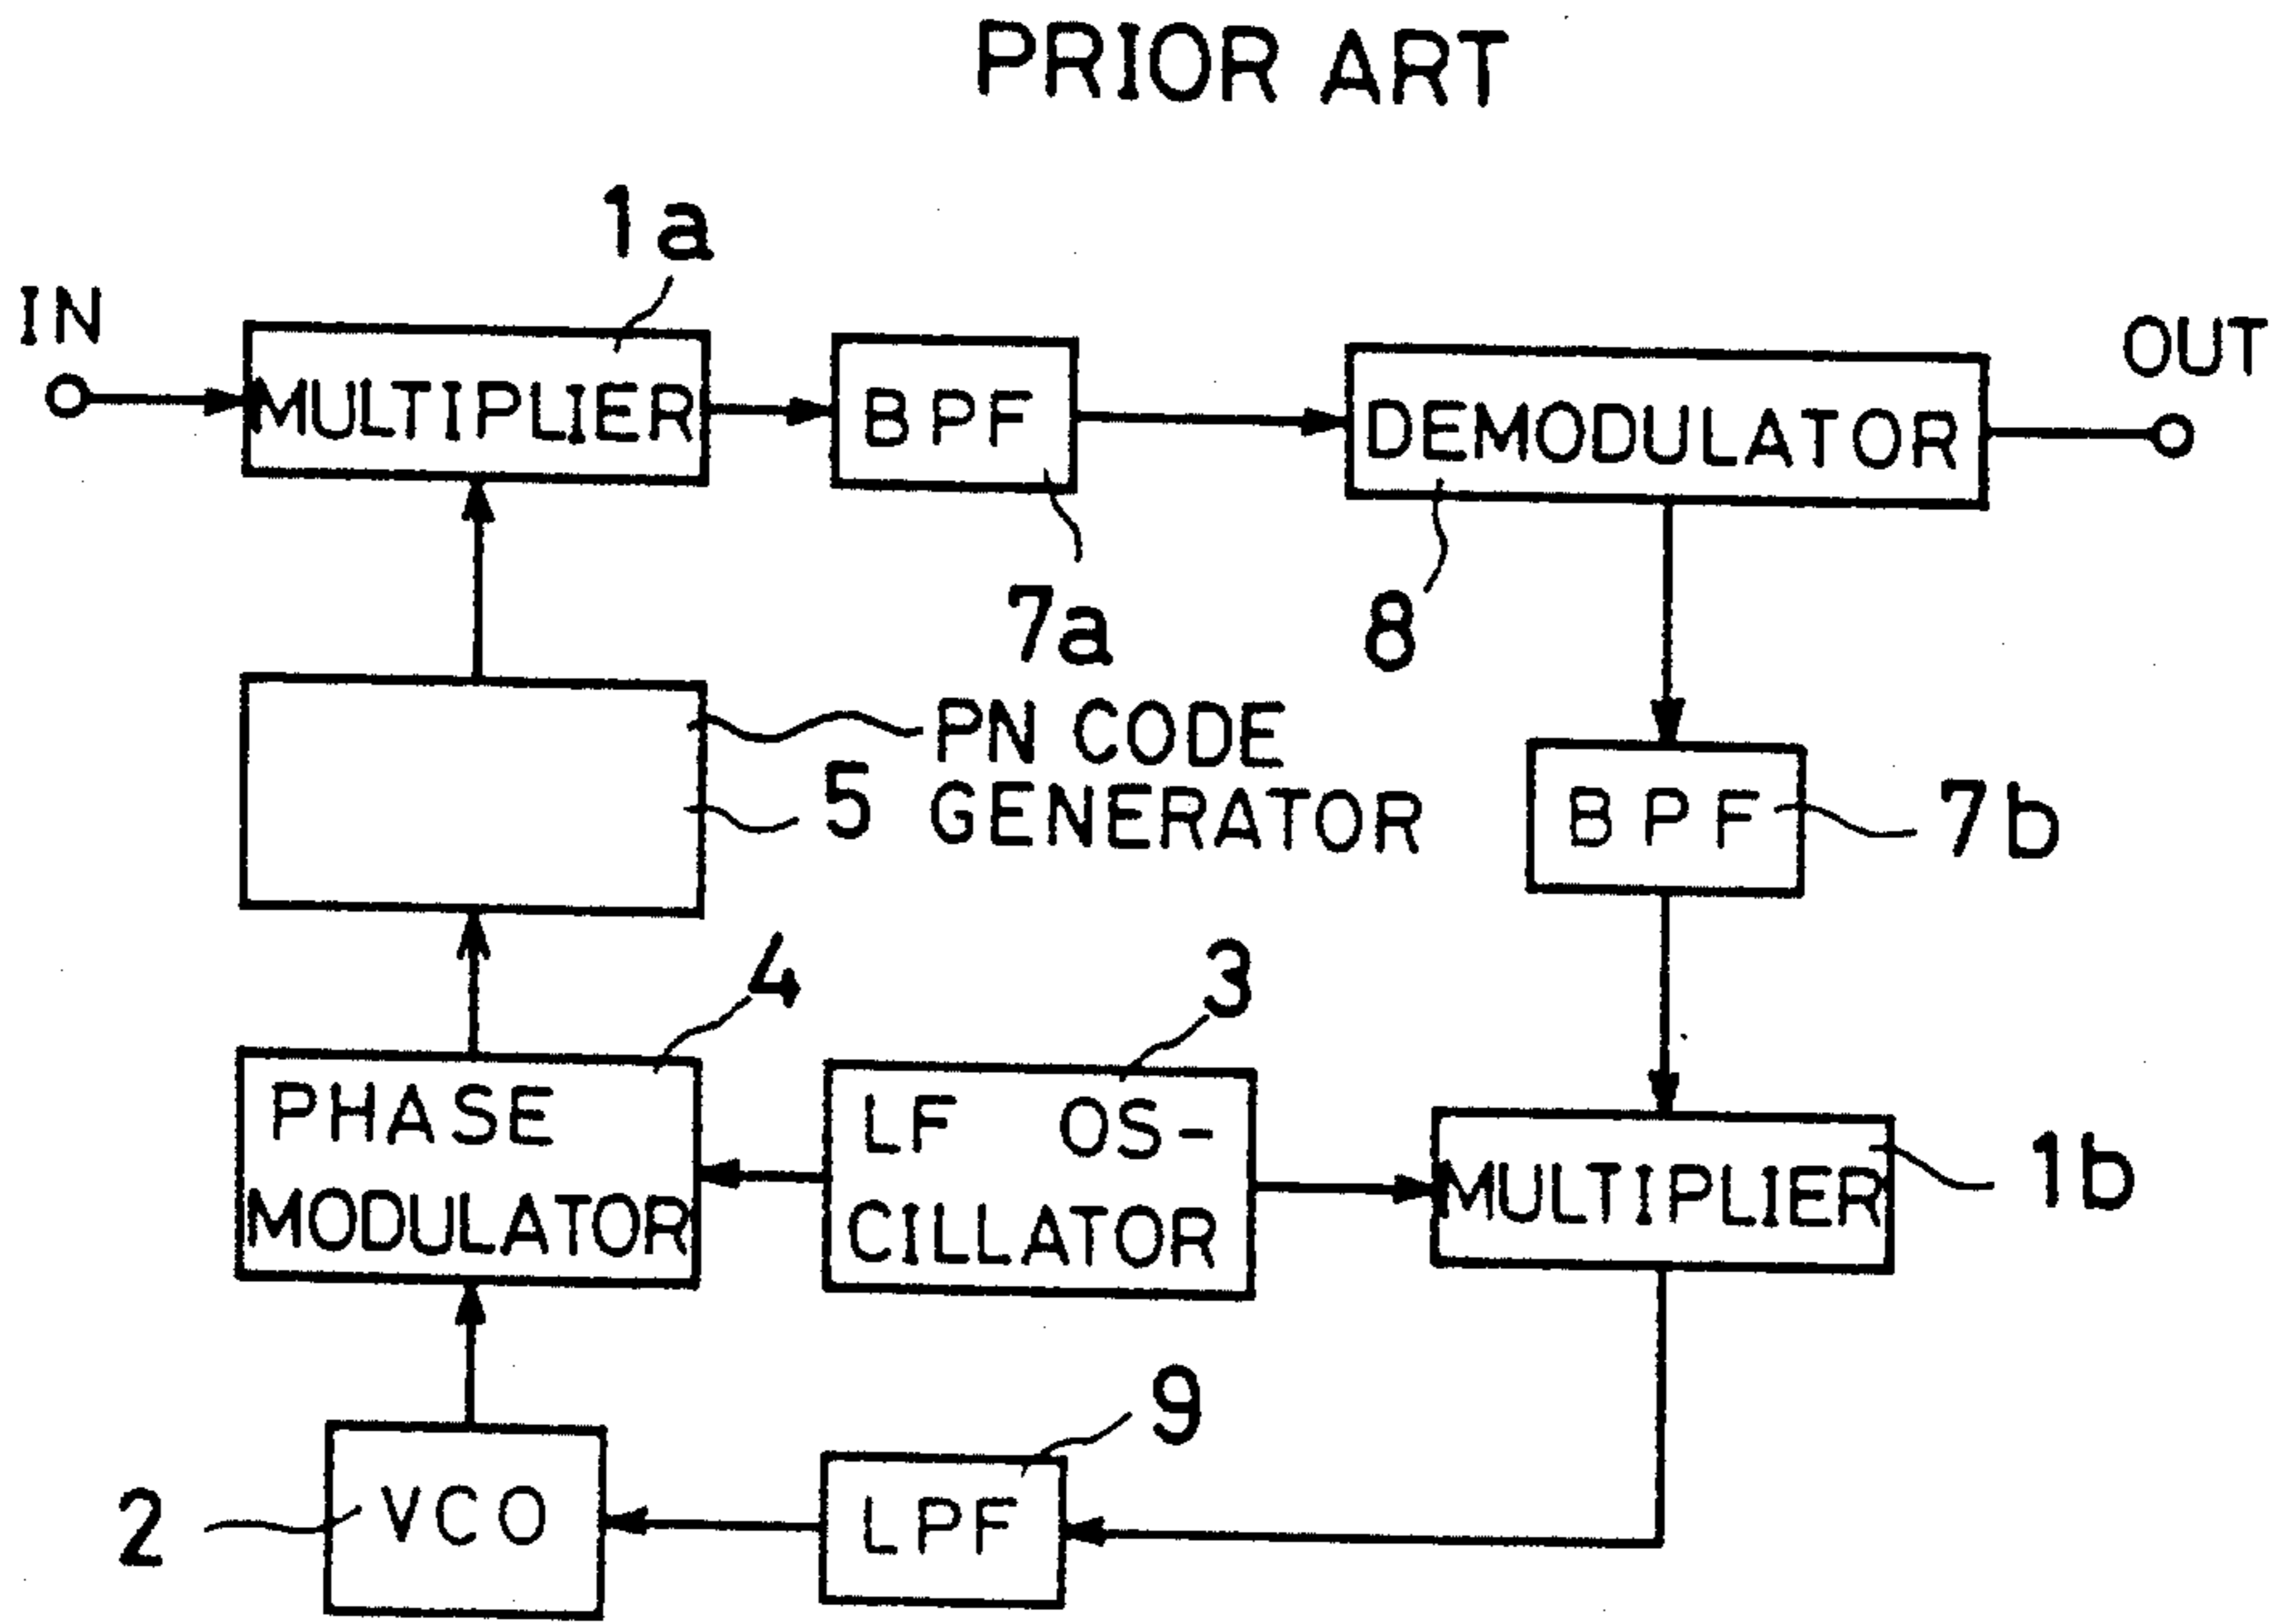 PRIOR ART
1a
IN
MULTIPLIER
BPF
DEMODULATOR
OUT
7a
8
PN CODE
5 GENERATOR
BPF
7b
4
3
PHASE
MODULATOR
LF OS-
CILLATOR
MULTIPLIER
1b
9
2
VCO
LPF